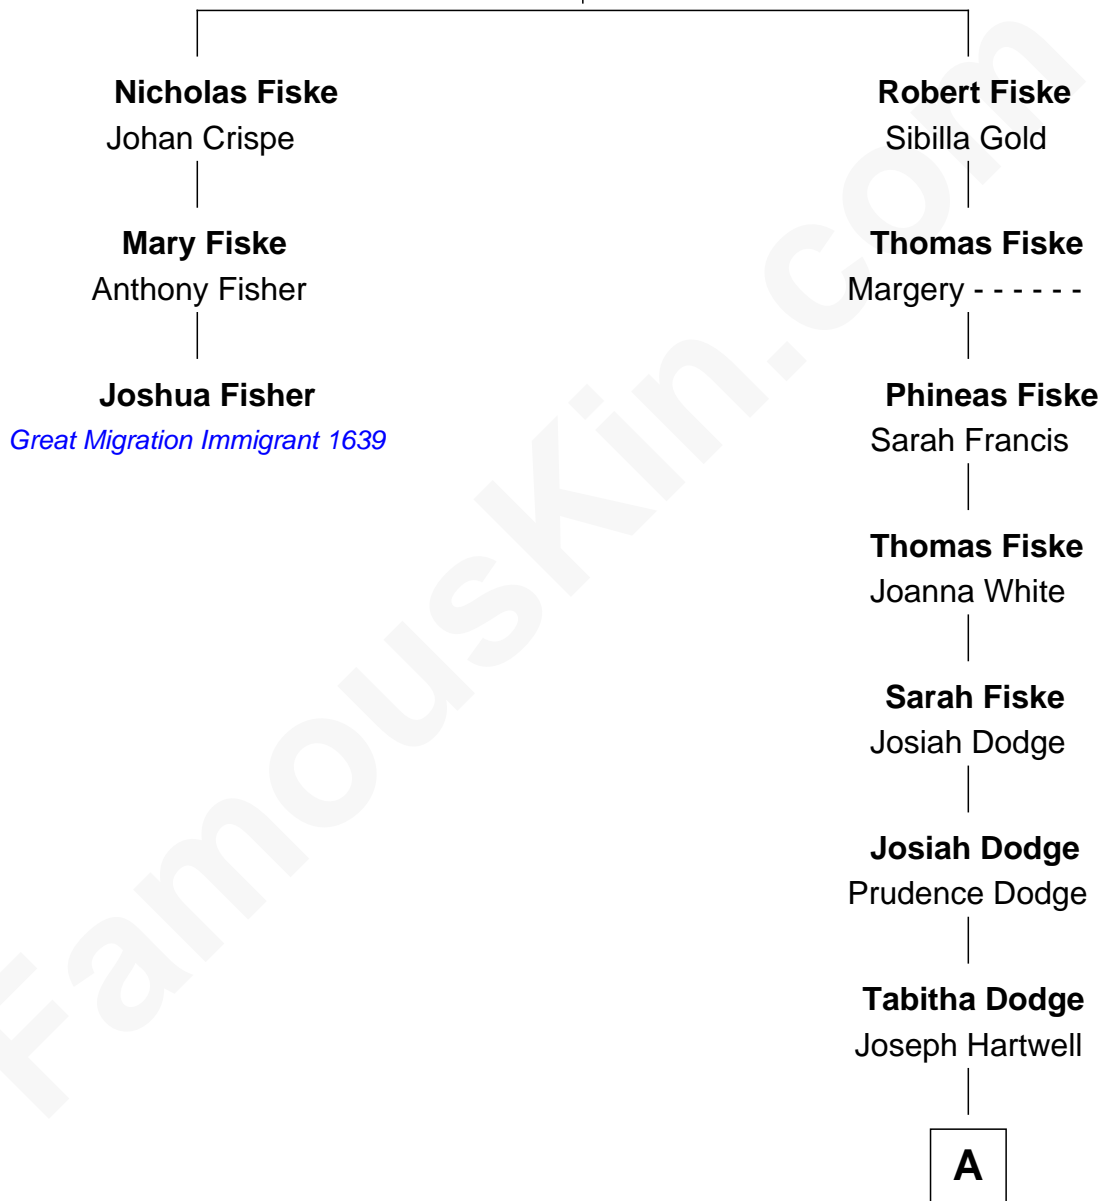 Nicholas Fiske
Johan Crispe
Mary Fiske
Anthony Fisher
Joshua Fisher
Great Migration Immigrant 1639
Robert Fiske
Sibilla Gold
Thomas Fiske
Margery - - - - - -
Phineas Fiske
Sarah Francis
Thomas Fiske
Joanna White
Sarah Fiske
Josiah Dodge
Josiah Dodge
Prudence Dodge
Tabitha Dodge
Joseph Hartwell
A
FamousKin.com